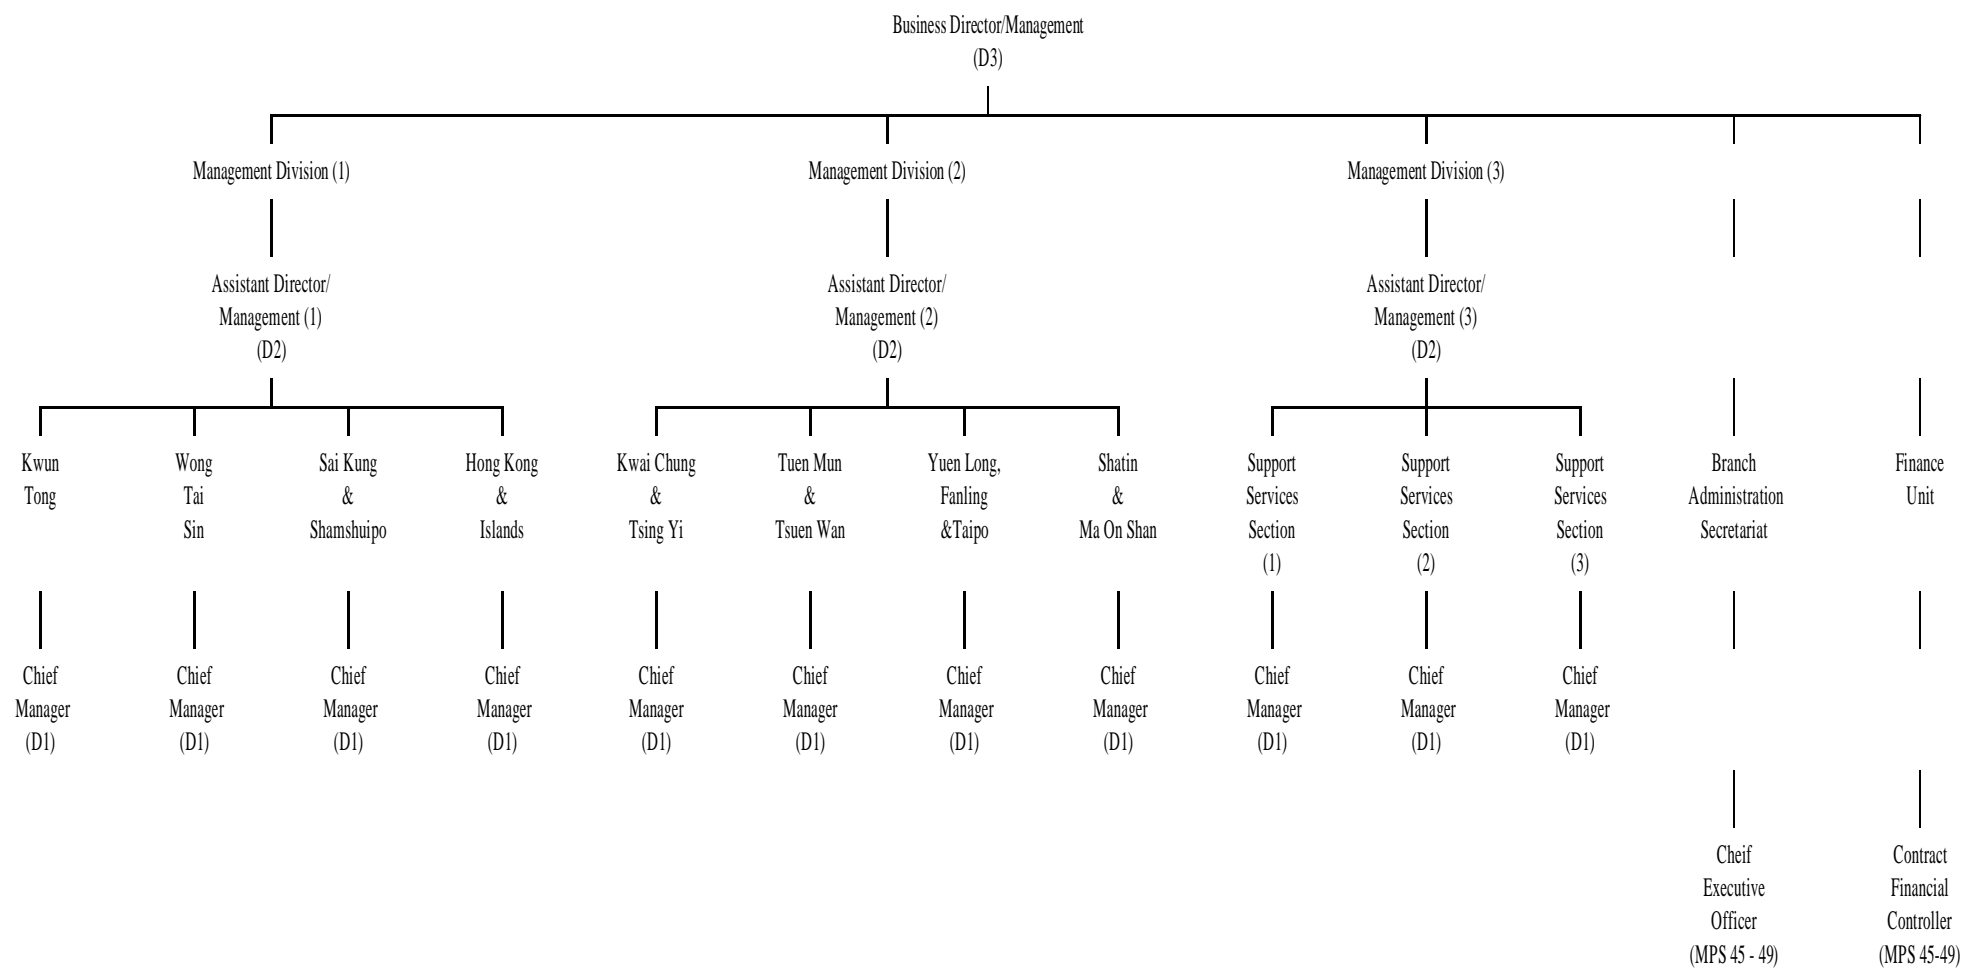 Business Director/Management
(D3)
Management Division (1)
Management Division (2)
Management Division (3)
Assistant Director/
Management (1)
(D2)
Assistant Director/
Management (2)
(D2)
Assistant Director/
Management (3)
(D2)
Kwun
Tong
Wong
Tai
Sin
Sai Kung
&
Shamshuipo
Hong Kong
&
Islands
Kwai Chung
&
Tsing Yi
Tuen Mun
&
Tsuen Wan
Yuen Long,
Fanling
&Taipo
Shatin
&
Ma On Shan
Support
Services
Section
(1)
Support
Services
Section
(2)
Support
Services
Section
(3)
Branch
Administration
Secretariat
Finance
Unit
Chief
Manager
(D1)
Chief
Manager
(D1)
Chief
Manager
(D1)
Chief
Manager
(D1)
Chief
Manager
(D1)
Chief
Manager
(D1)
Chief
Manager
(D1)
Chief
Manager
(D1)
Chief
Manager
(D1)
Chief
Manager
(D1)
Chief
Manager
(D1)
Cheif
Executive
Officer
(MPS 45 - 49)
Contract
Financial
Controller
(MPS 45-49)